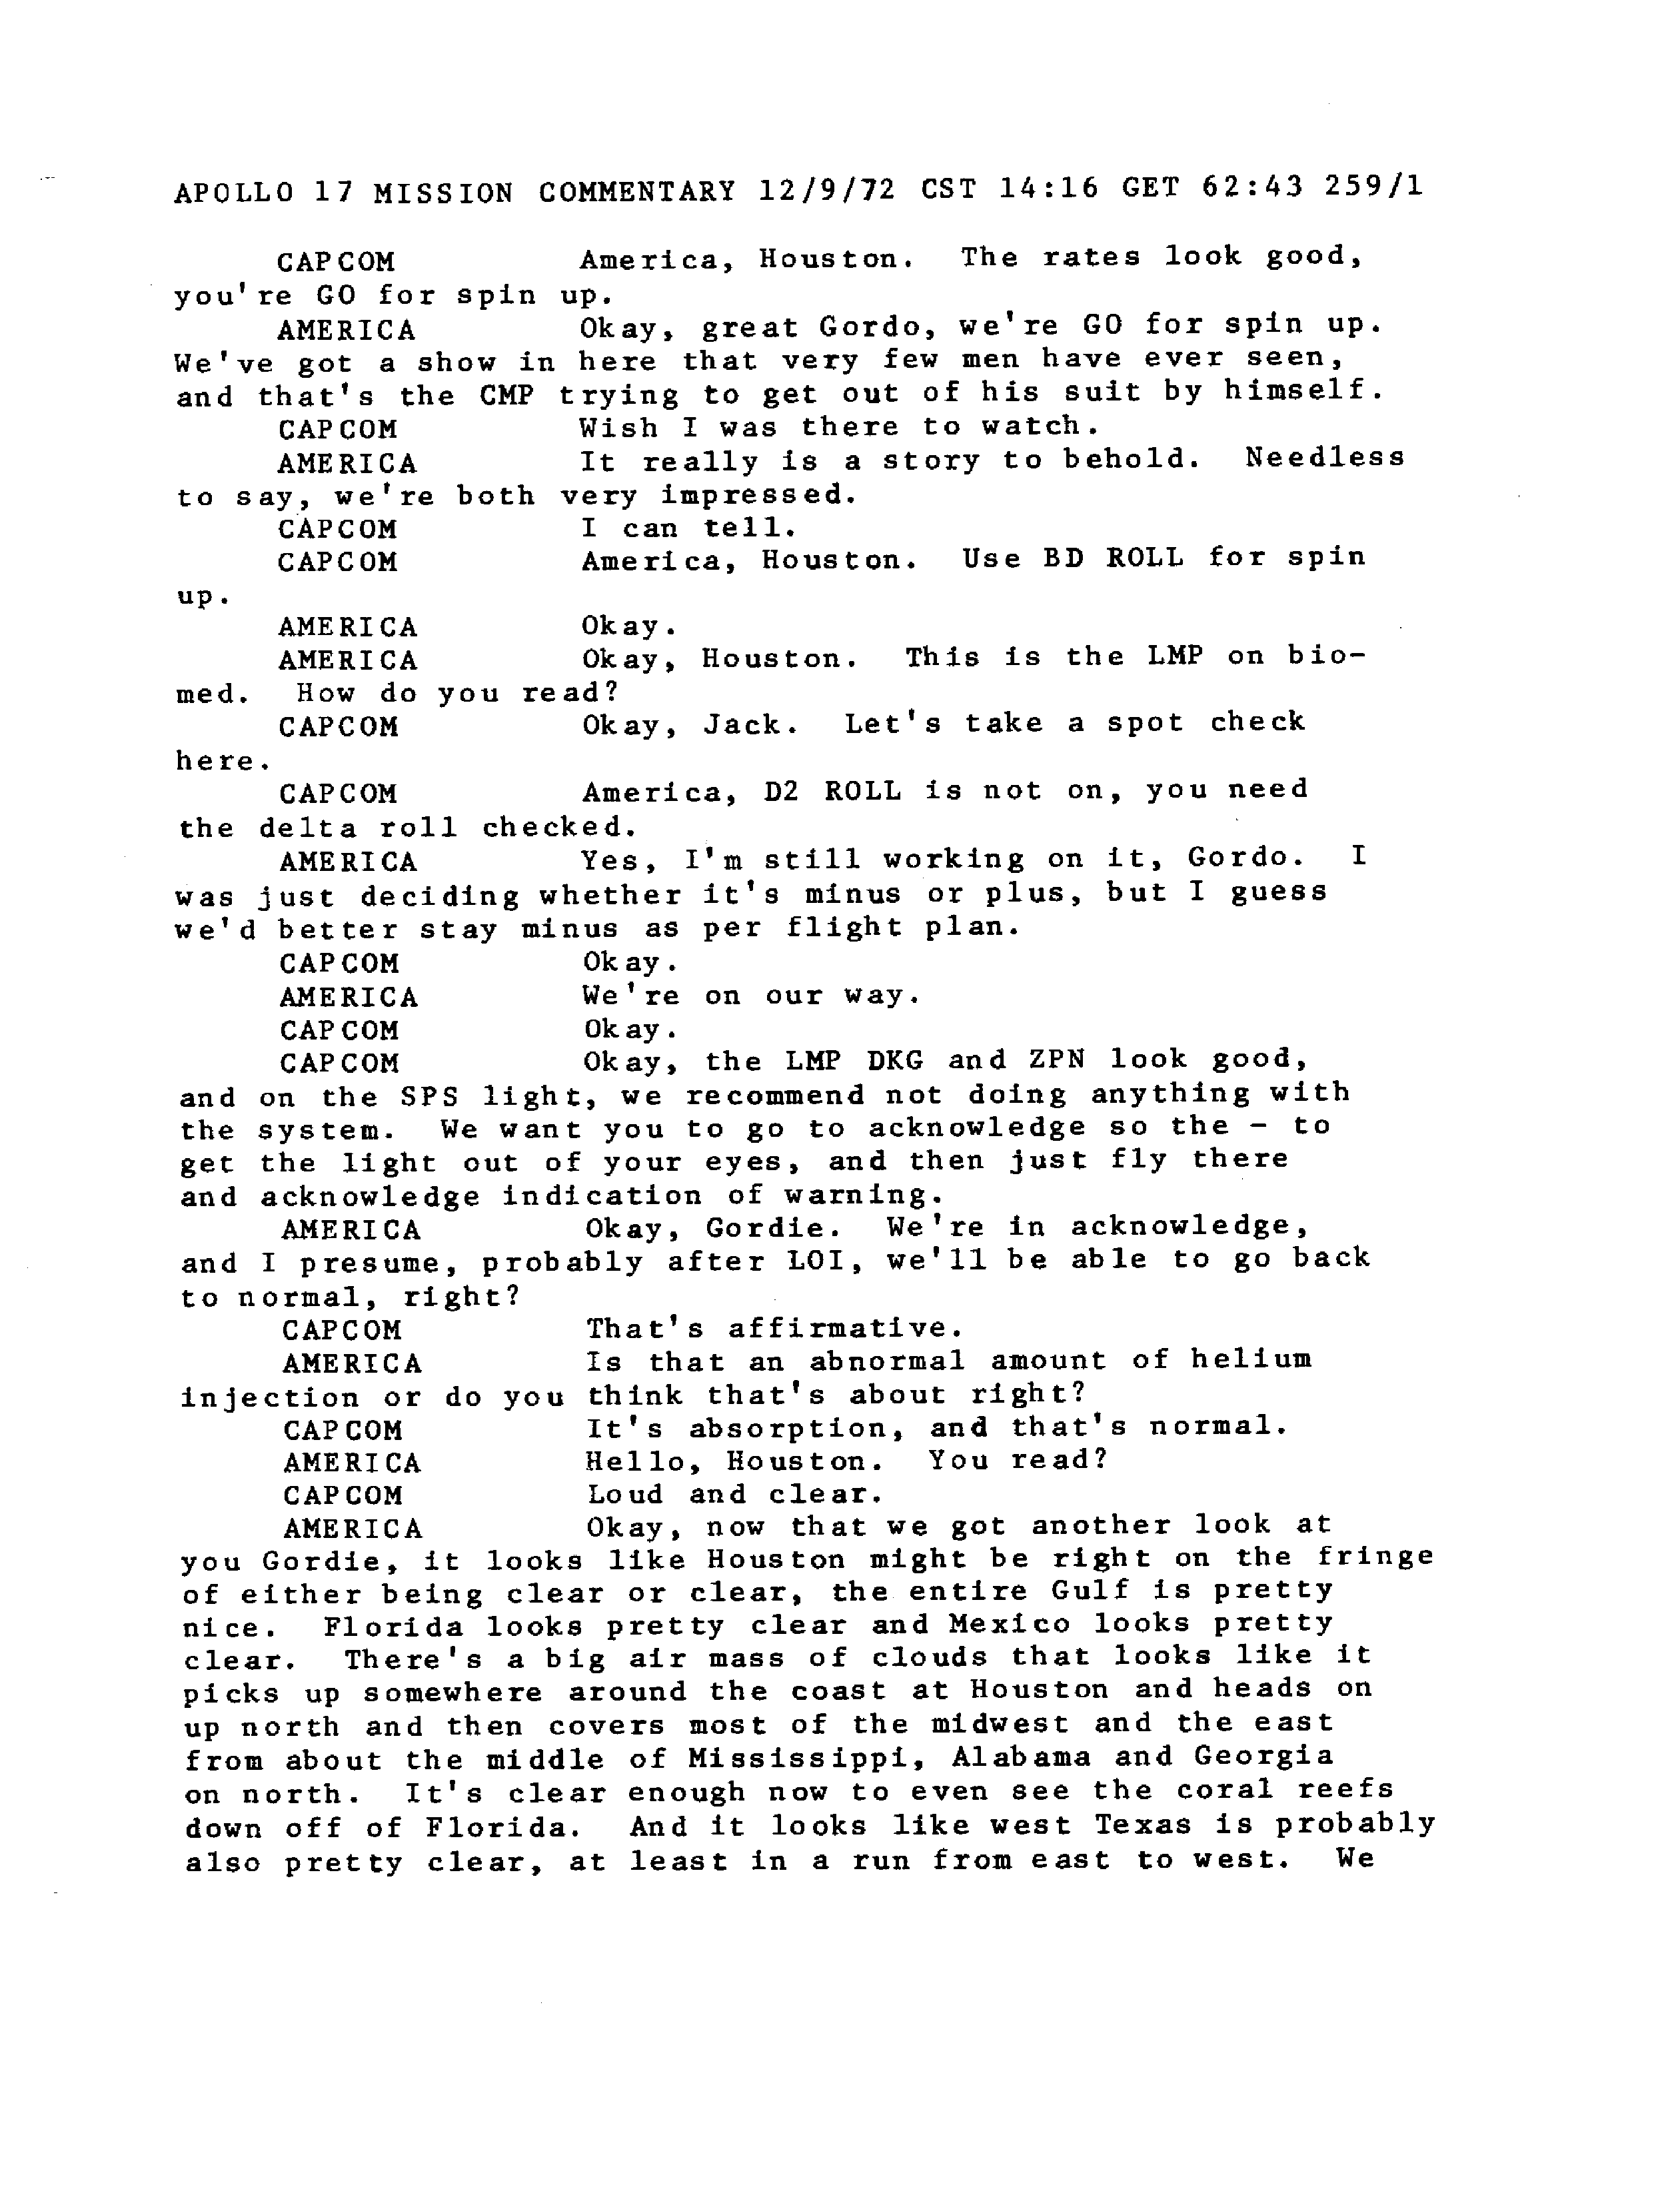 APOLLO 17 MISSION COMMENTARY 12/9/72 CST 14:16 GET 62:43 259/1
CAPCOM America, Houston. The rates look good,
you're GO for spin up.
AMERICA Okay, great Gordo, we're GO for spin up.
We've got a show in here that very few men have ever seen,
and that's the CMP trying to get out of his suit by himself.
CAPCOM Wish I was there to watch.
AMERICA It really is a story to behold. Needless
to say, we're both very impressed.
CAPCOM I can tell.
CAPCOM America, Houston. Use BD ROLL for spin
up.
AMERICA Okay.
AMERICA Okay, Houston. This is the LMP on bio-
med. How do you read?
CAPCOM Okay, Jack. Let's take a spot check
here.
CAPCOM America, D2 ROLL is not on, you need
the delta roll checked.
AMERICA Yes, I'm still working on it, Gordo. I
was just deciding whether it's minus or plus, but I guess
we'd better stay minus as per flight plan.
CAPCOM Okay.
AMERICA We're on our way.
CAPCOM Okay.
CAPCOM Okay, the LMP DKG and ZPN look good,
and on the SPS light, we recommend not doing anything with
the system. We want you to go to acknowledge so the - to
get the light out of your eyes, and then just fly there
and acknowledge indication of warning.
AMERICA Okay, Gordie. We're in acknowledge,
and I presume, probably after LOI, we'll be able to go back
to normal, right?
CAPCOM That's affirmative.
AMERICA Is that an abnormal amount of helium
injection or do you think that's about right?
CAPCOM It's absorption, and that's normal.
AMERICA Hello, Houston. You read?
CAPCOM Loud and clear.
AMERICA Okay, now that we got another look at
you Gordie, it looks like Houston might be right on the fringe
of either being clear or clear, the entire Gulf is pretty
nice. Florida looks pretty clear and Mexico looks pretty
clear. There's a big air mass of clouds that looks like it
picks up somewhere around the coast at Houston and heads on
up north and then covers most of the midwest and the east
from about the middle of Mississippi, Alabama and Georgia
on north. It's clear enough now to even see the coral reefs
down off of Florida. And it looks like west Texas is probably
also pretty clear, at least in a run from east to west. We